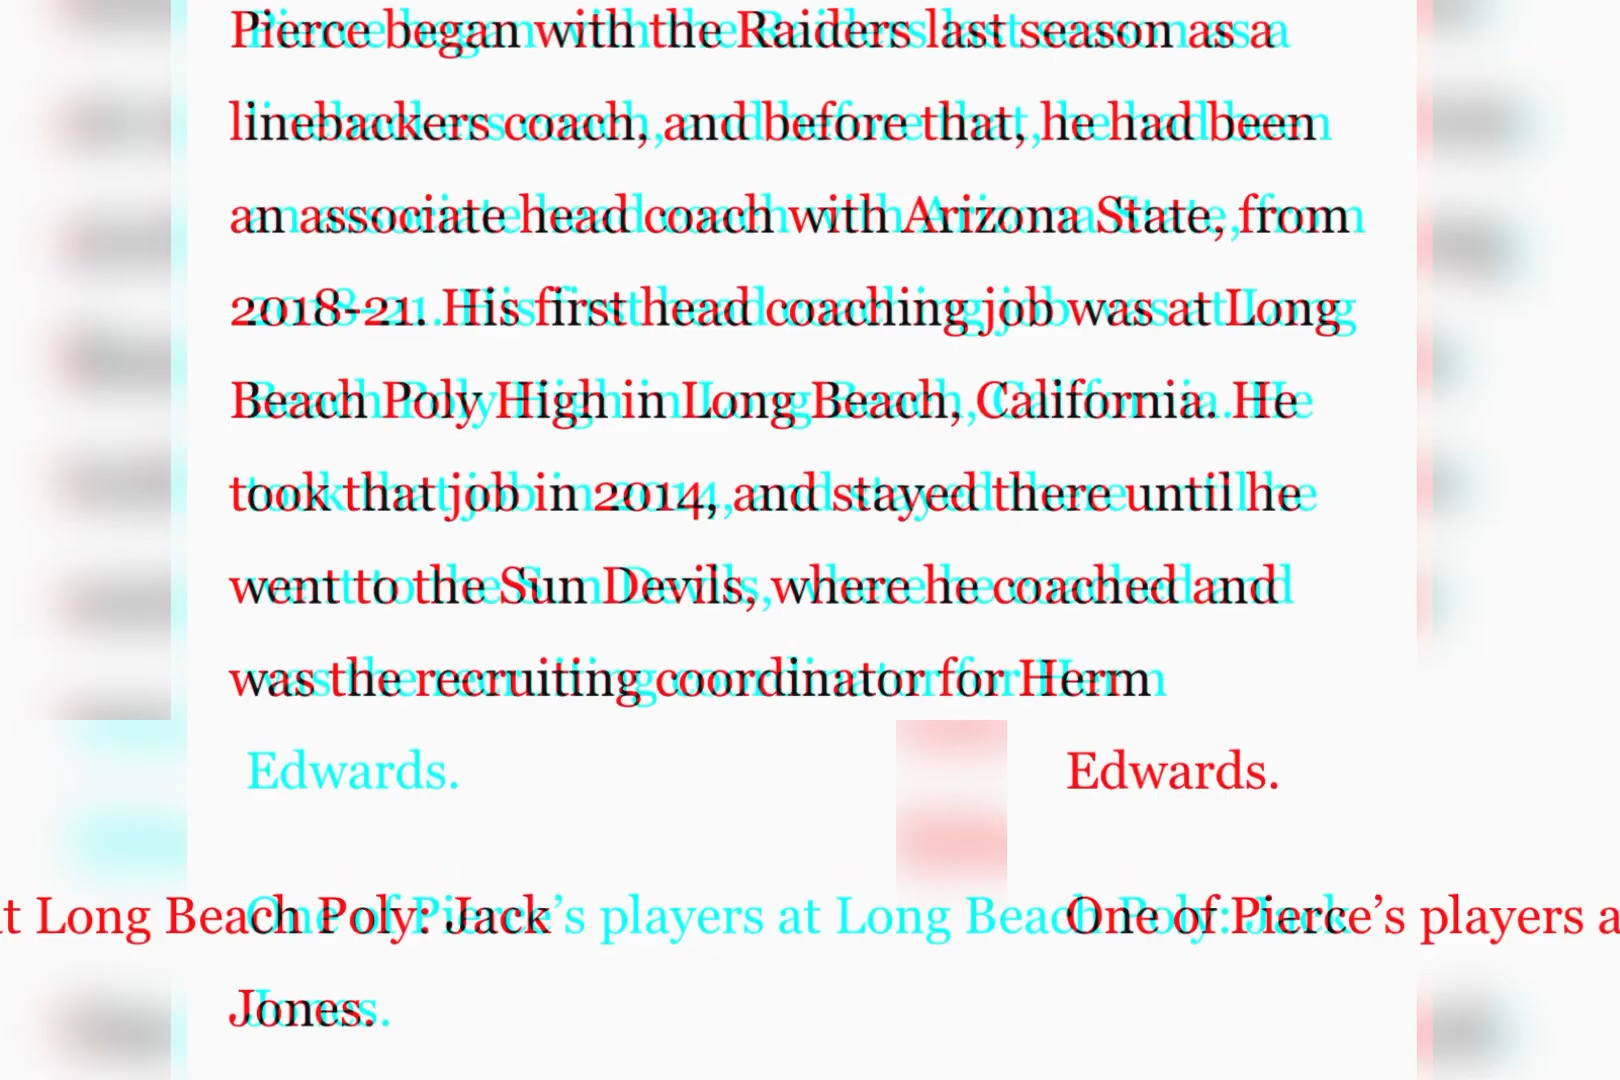 Pierce began with the Raiders last season as a
linebackers coach, and before that, he had been
an associate head coach with Arizona State, from
2018-21. His first head coaching job was at Long
Beach Poly High in Long Beach, California. He
took that job in 2014, and stayed there until he
went to the Sun Devils, where he coached and
was the recruiting coordinator for Herm
Edwards.
One of Pierce’s players at Long Beach Poly: Jack
Jones.